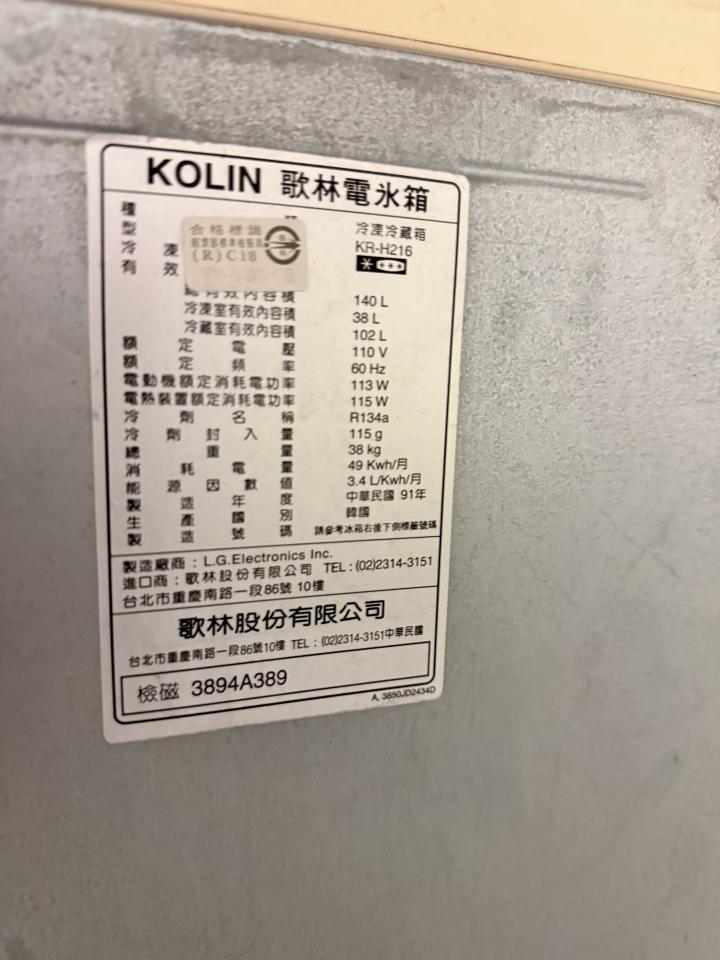 KOLIN 歌林電氷箱
種 類 冷凍冷藏箱
型 KR-H216
冷 凍
有 效
合格標識
經濟部標準檢驗局
(R)C18
總有效內容積 140 L
冷凍室有效內容積 38 L
冷藏室有效內容積 102 L
額定電壓 110 V
額定頻率 60 Hz
電動機額定消耗電功率 113 W
電熱裝置額定消耗電功率 115 W
冷劑名稱 R134a
冷劑封入量 115 g
總重量 38 kg
消耗電量 49 Kwh/月
能源因數值 3.4 L/Kwh/月
製造年度 中華民國 91年
生產國別 韓國
製造號碼 請參考冰箱右後下側標籤號碼
製造廠商：L.G.Electronics Inc.
進口商：歌林股份有限公司 TEL：(02)2314-3151
台北市重慶南路一段86號 10樓
歌林股份有限公司
台北市重慶南路一段86號10樓 TEL：(02)2314-3151中華民國
檢磁 3894A389
A, 3850JD2434D